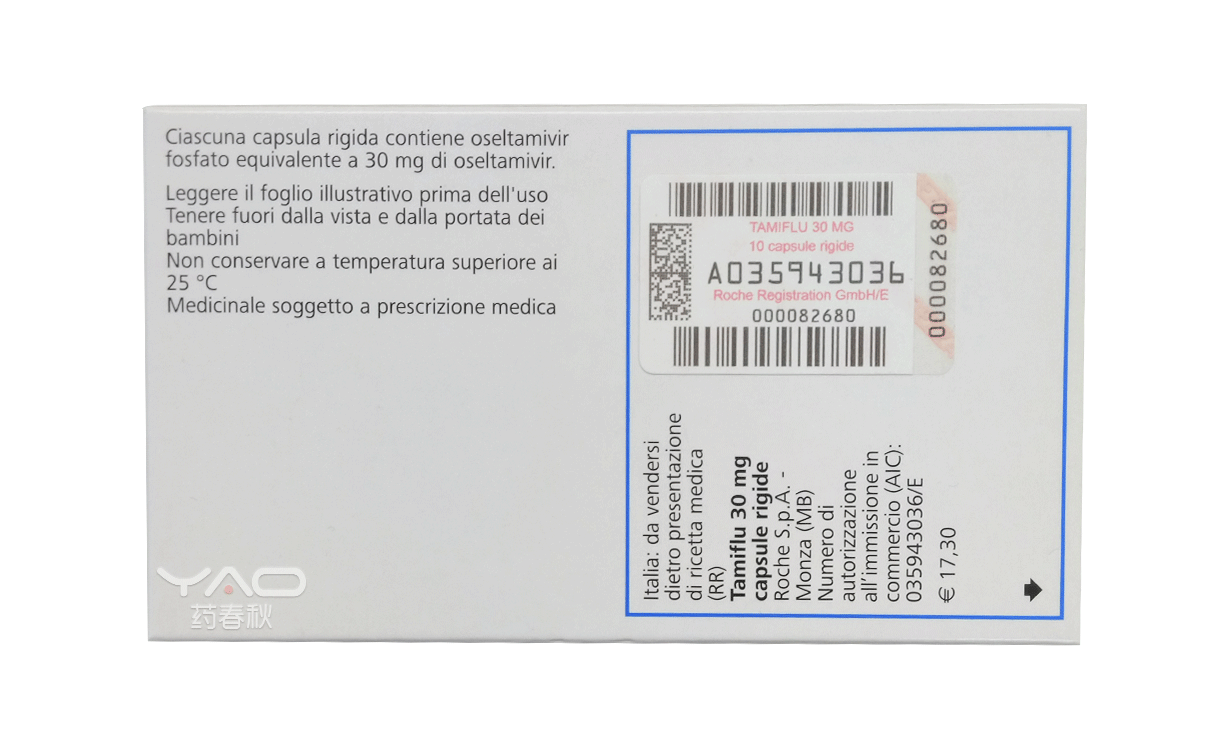 Ciascuna capsula rigida contiene oseltamivir
fosfato equivalente a 30 mg di oseltamivir.
Leggere il foglio illustrativo prima dell'uso
Tenere fuori dalla vista e dalla portata dei
bambini
Non conservare a temperatura superiore ai
25 °C
Medicinale soggetto a prescrizione medica
TAMIFLU 30 MG
10 capsule rigide
A035943036
Roche Registration GmbH/E
000082680
000082680
Italia: da vendersi
dietro presentazione
di ricetta medica
(RR)
Tamiflu 30 mg
capsule rigide
Roche S.p.A. -
Monza (MB)
Numero di
autorizzazione
all'immissione in
commercio (AIC):
035943036/E
€ 17,30
YAO
药春秋